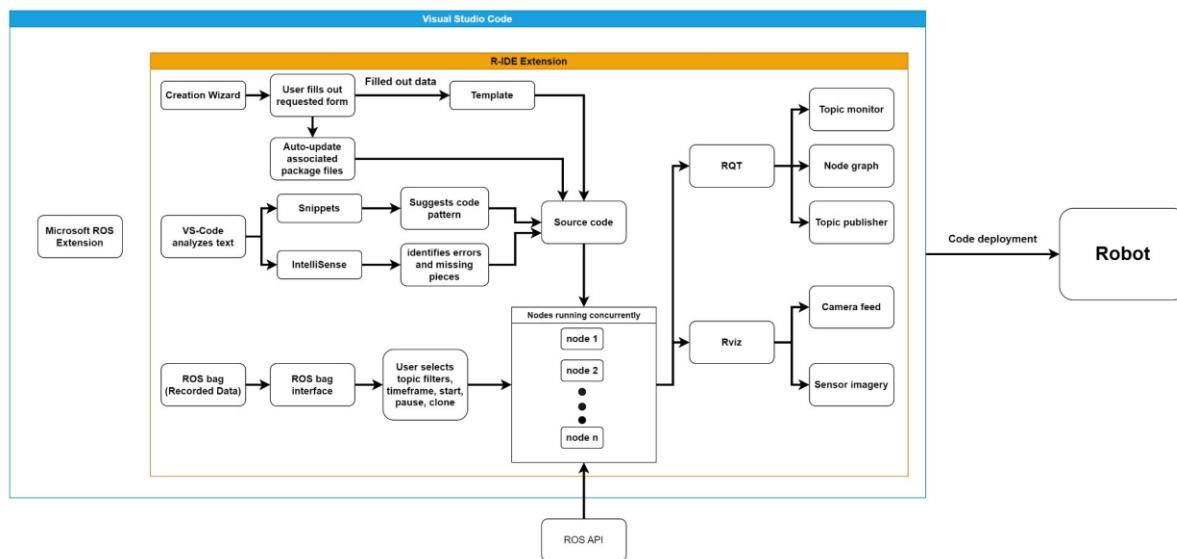 Visual Studio Code
R-IDE Extension
Creation Wizard
User fills out
requested form
Filled out data
Template
Auto-update
associated
package files
Microsoft ROS
Extension
VS-Code
analyzes text
Snippets
Suggests code
pattern
IntelliSense
identifies errors
and missing
pieces
Source code
ROS bag
(Recorded Data)
ROS bag
interface
User selects
topic filters,
timeframe, start,
pause, clone
Nodes running concurrently
node 1
node 2
node n
RQT
Topic monitor
Node graph
Topic publisher
Rviz
Camera feed
Sensor imagery
Code deployment
Robot
ROS API